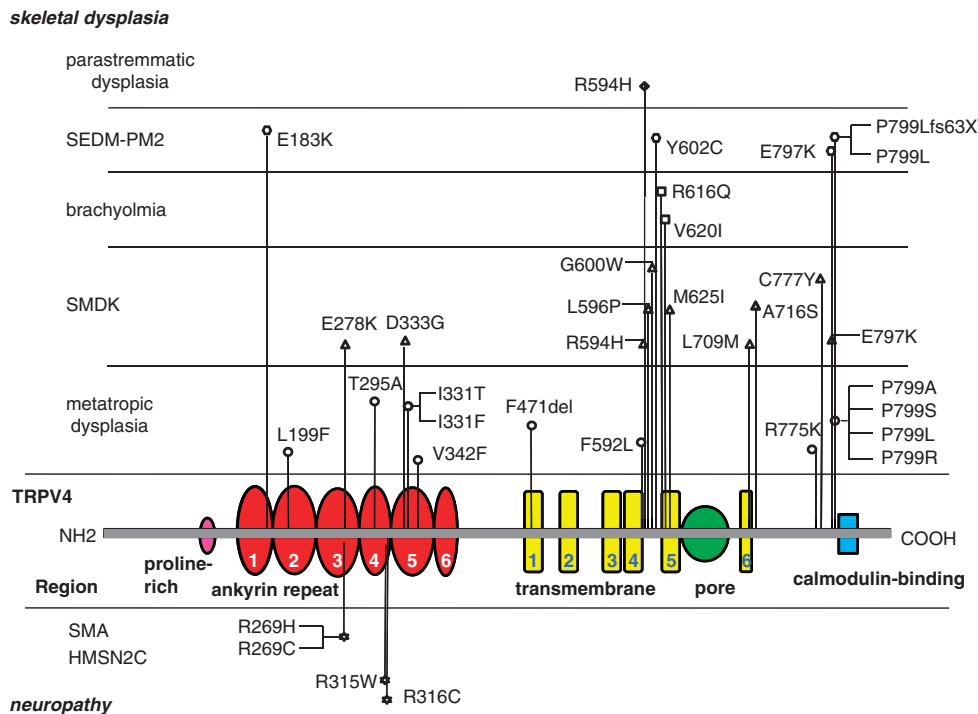 skeletal dysplasia
parastremmatic
dysplasia
R594H
SEDM-PM2
E183K
Y602C
E797K
P799Lfs63X
P799L
brachyolmia
R616Q
V620I
SMDK
E278K
D333G
G600W
L596P
R594H
M625I
L709M
C777Y
A716S
E797K
metatropic
dysplasia
L199F
T295A
I331T
I331F
V342F
F471del
F592L
R775K
P799A
P799S
P799L
P799R
TRPV4
NH2
COOH
1 2 3 4 5 6
1 2 3 4 5 6
Region
proline-
rich
ankyrin repeat
transmembrane
pore
calmodulin-binding
SMA
HMSN2C
R269H
R269C
R315W
R316C
neuropathy